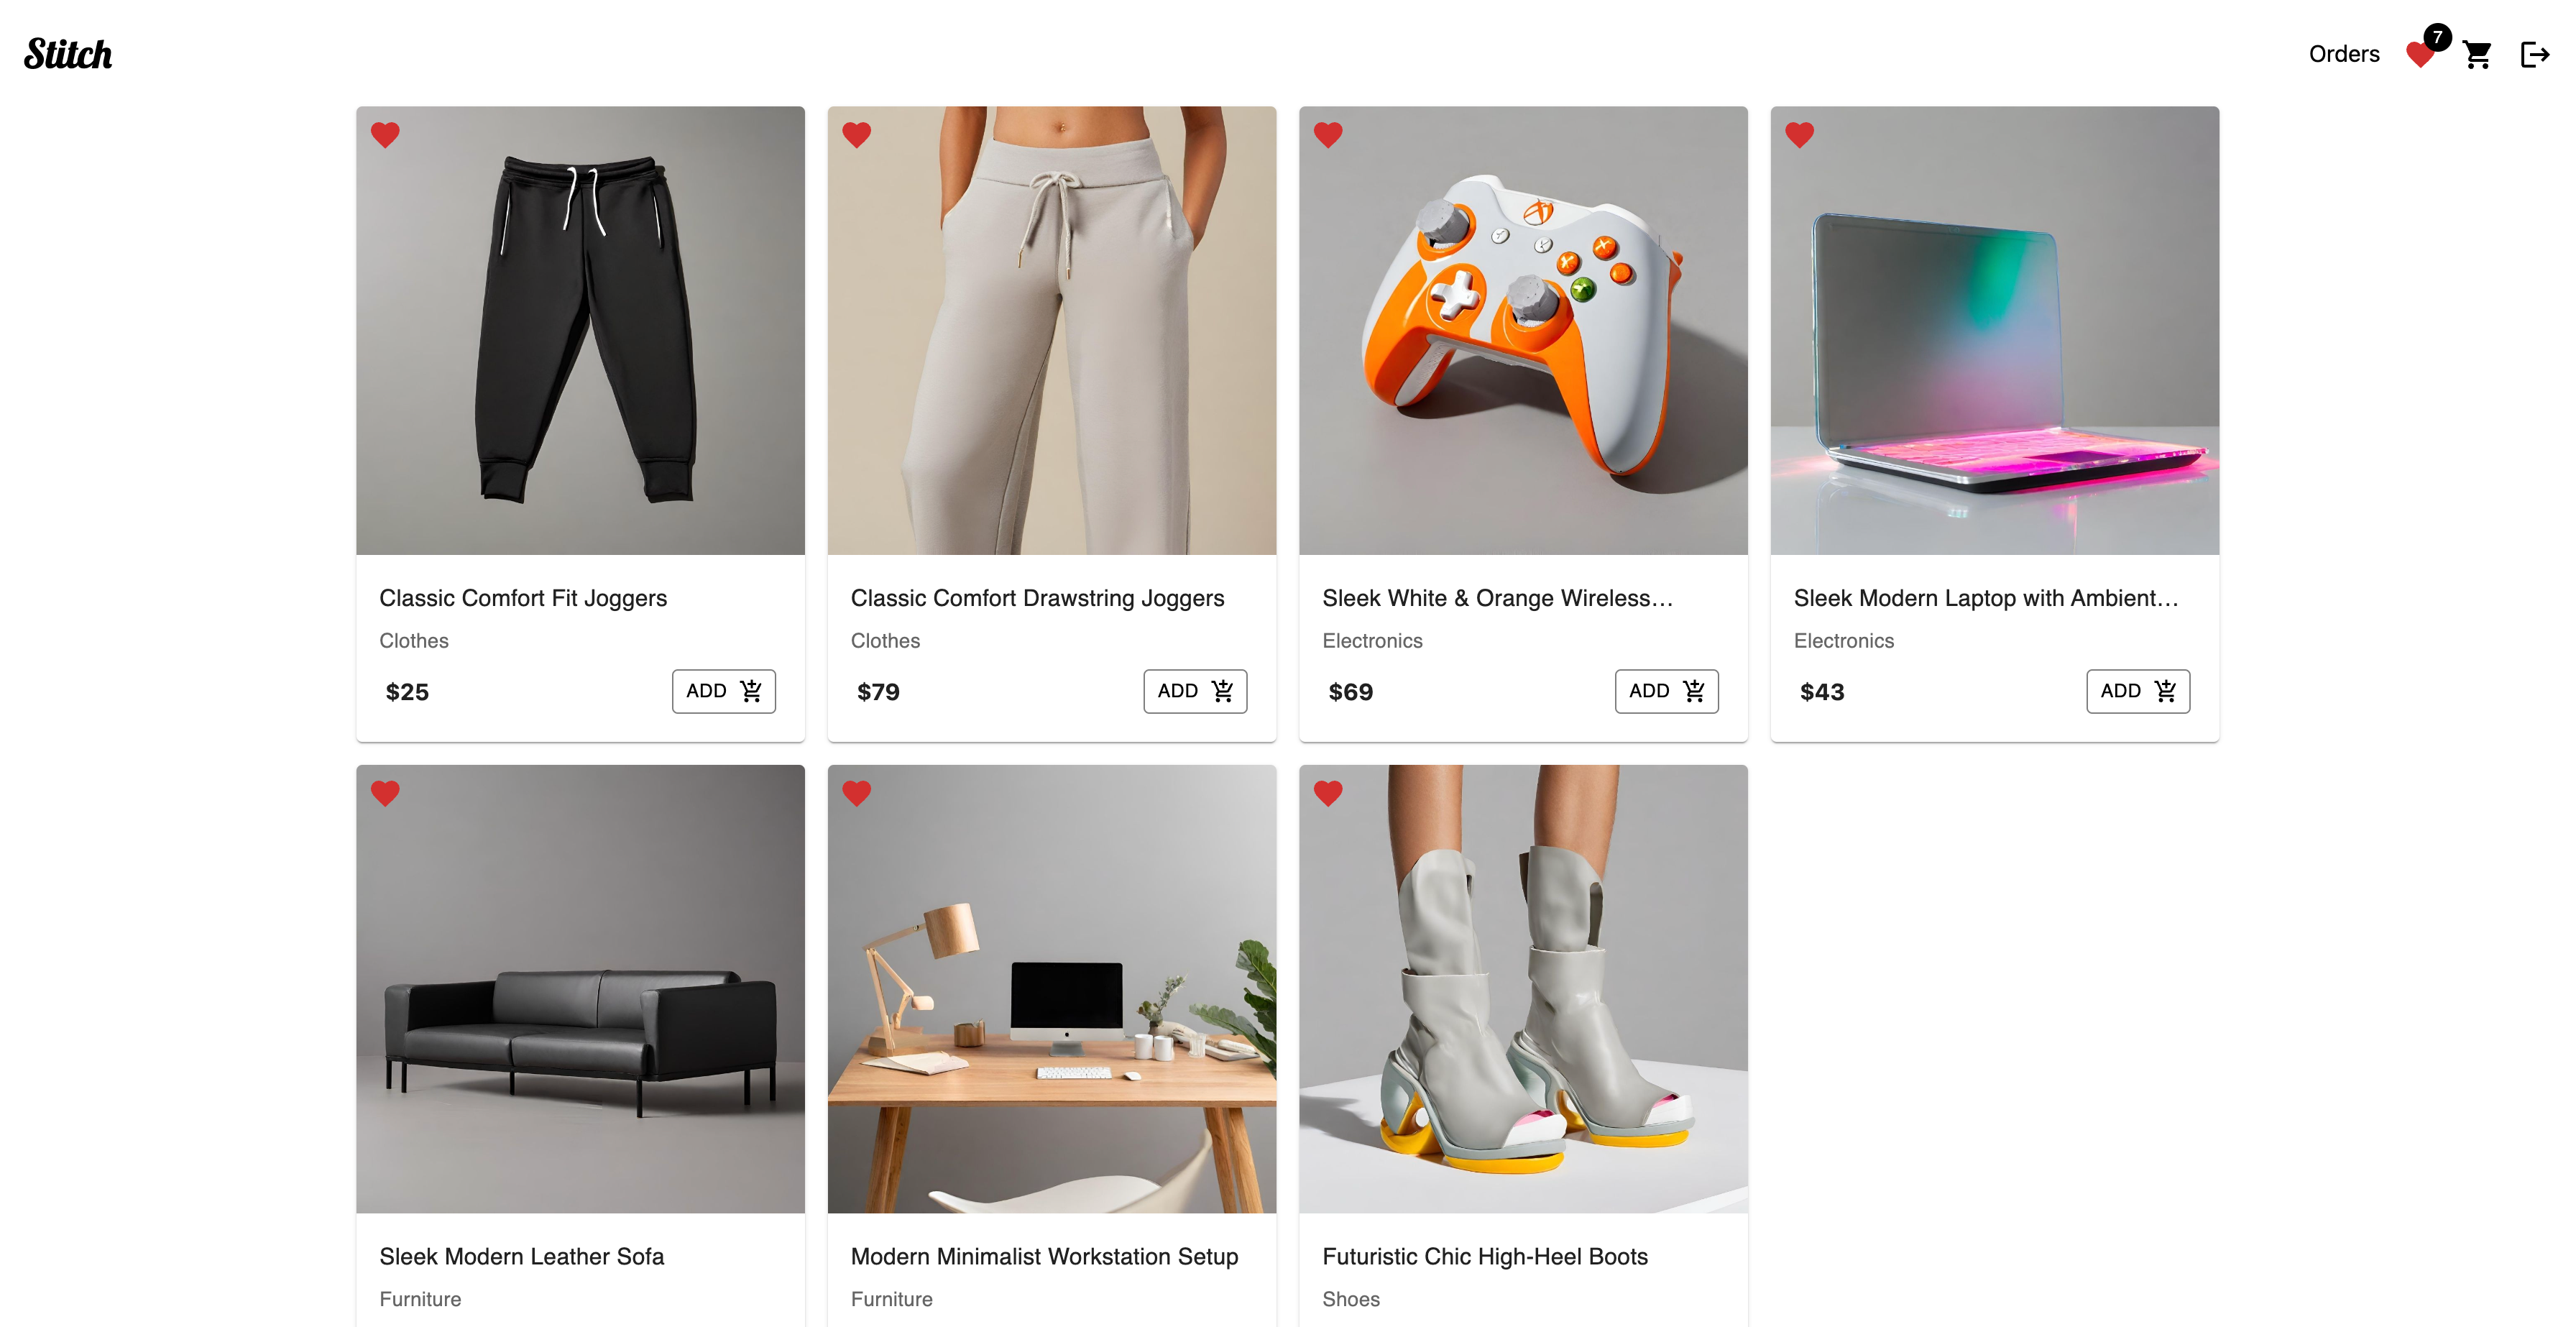 Stitch
Orders
7
Classic Comfort Fit Joggers
Clothes
$25
ADD
Classic Comfort Drawstring Joggers
Clothes
$79
ADD
Sleek White & Orange Wireless...
Electronics
$69
ADD
Sleek Modern Laptop with Ambient...
Electronics
$43
ADD
Sleek Modern Leather Sofa
Furniture
Modern Minimalist Workstation Setup
Furniture
Futuristic Chic High-Heel Boots
Shoes